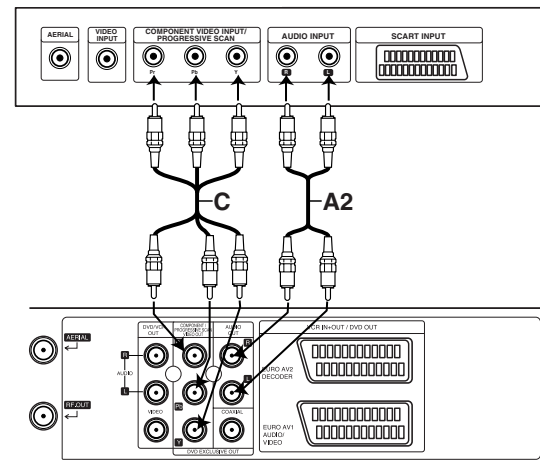 AERIAL
VIDEO
INPUT
COMPONENT VIDEO INPUT/
PROGRESSIVE SCAN
AUDIO INPUT
SCART INPUT
Pr
Pb
Y
R
L
C
A2
AERIAL
RF.OUT
DVD/VCR
OUT
COMPONENT /
PROGRESSIVE SCAN
VIDEO OUT
AUDIO
OUT
R
AUDIO
L
VIDEO
Pb
Y
R
L
COAXIAL
DVD EXCLUSIVE OUT
VCR IN+OUT / DVD OUT
EURO AV2
DECODER
EURO AV1
AUDIO/
VIDEO